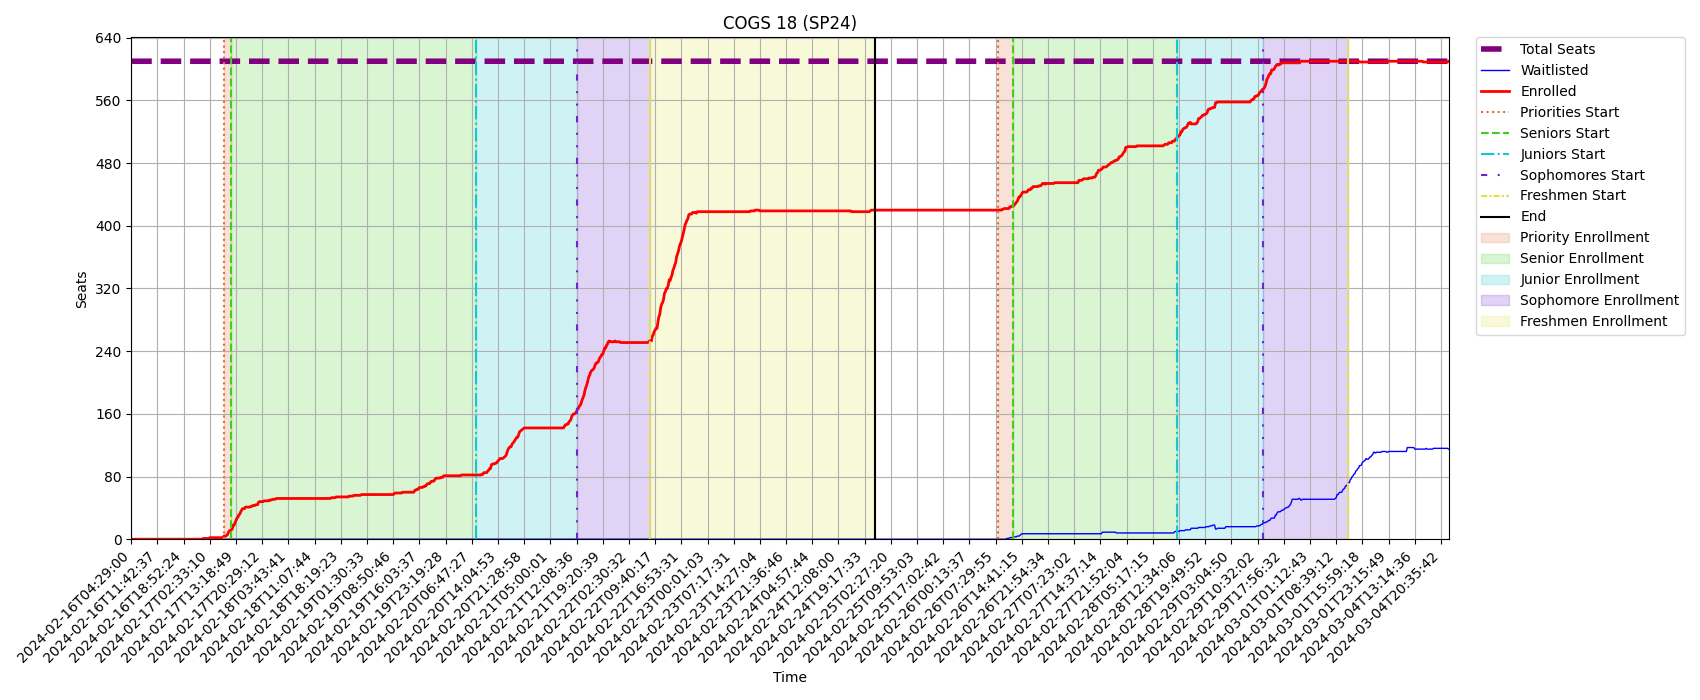 COGS 18 (SP24)
640
560
480
400
320
240
160
80
0
Seats
2024-02-16T04:29:00
2024-02-16T11:42:37
2024-02-16T18:52:24
2024-02-17T02:33:10
2024-02-17T13:18:49
2024-02-17T20:29:12
2024-02-18T03:43:41
2024-02-18T11:07:44
2024-02-18T18:19:23
2024-02-19T01:30:33
2024-02-19T08:50:46
2024-02-19T16:03:37
2024-02-19T23:19:28
2024-02-20T06:47:27
2024-02-20T14:04:53
2024-02-20T21:28:58
2024-02-21T05:00:01
2024-02-21T12:08:36
2024-02-21T19:20:39
2024-02-22T02:30:32
2024-02-22T09:40:17
2024-02-22T16:53:31
2024-02-23T00:01:03
2024-02-23T07:17:31
2024-02-23T14:27:04
2024-02-23T21:36:46
2024-02-24T04:57:44
2024-02-24T12:08:00
2024-02-24T19:17:33
2024-02-25T02:27:20
2024-02-25T09:53:03
2024-02-25T17:02:42
2024-02-26T00:13:37
2024-02-26T07:29:55
2024-02-26T14:41:15
2024-02-26T21:54:34
2024-02-27T07:23:02
2024-02-27T14:37:14
2024-02-27T21:52:04
2024-02-28T05:17:15
2024-02-28T12:34:06
2024-02-28T19:49:52
2024-02-29T03:04:50
2024-02-29T10:32:02
2024-02-29T17:56:32
2024-03-01T01:12:43
2024-03-01T08:39:12
2024-03-01T15:59:18
2024-03-01T23:15:49
2024-03-04T13:14:36
2024-03-04T20:35:42
Time
Total Seats
Waitlisted
Enrolled
Priorities Start
Seniors Start
Juniors Start
Sophomores Start
Freshmen Start
End
Priority Enrollment
Senior Enrollment
Junior Enrollment
Sophomore Enrollment
Freshmen Enrollment